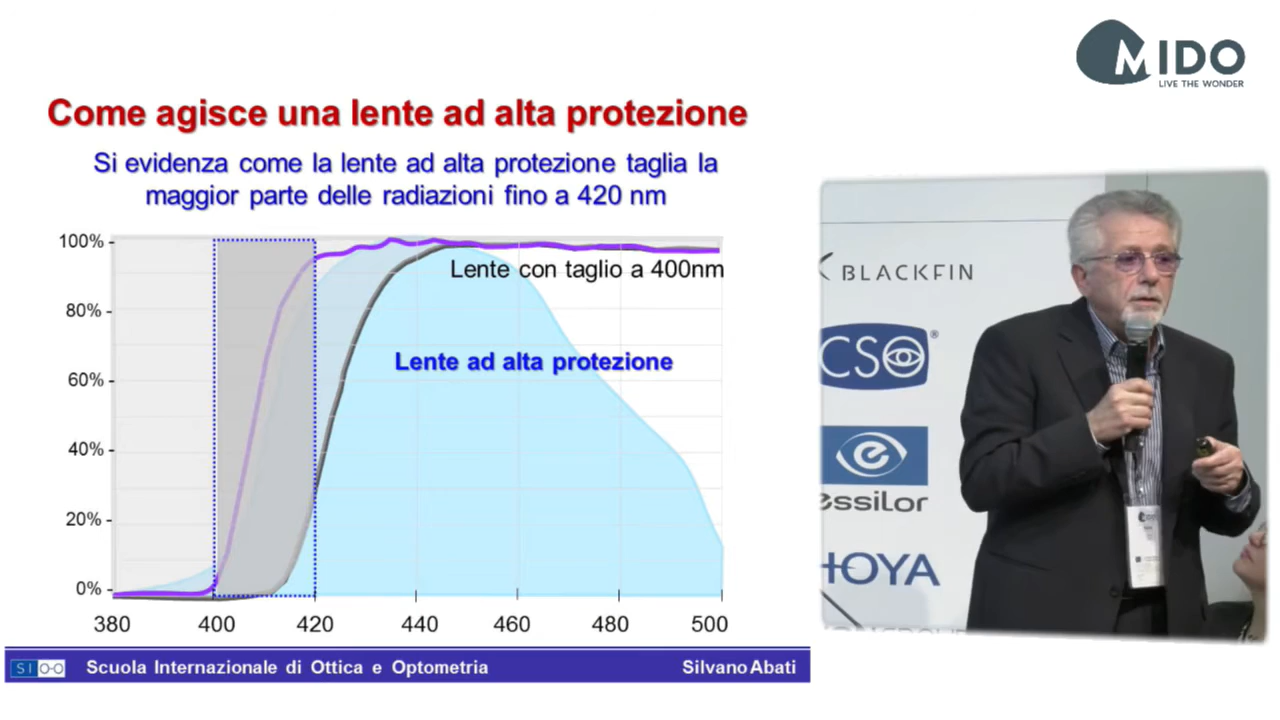 MIDO
LIVE THE WONDER
Come agisce una lente ad alta protezione
Si evidenza come la lente ad alta protezione taglia la
maggior parte delle radiazioni fino a 420 nm
100%
80%
60%
40%
20%
0%
Lente con taglio a 400nm
Lente ad alta protezione
380 400 420 440 460 480 500
SIOO
Scuola Internazionale di Ottica e Optometria
Silvano Abati
BLACKFIN
CSO®
essilor
HOYA